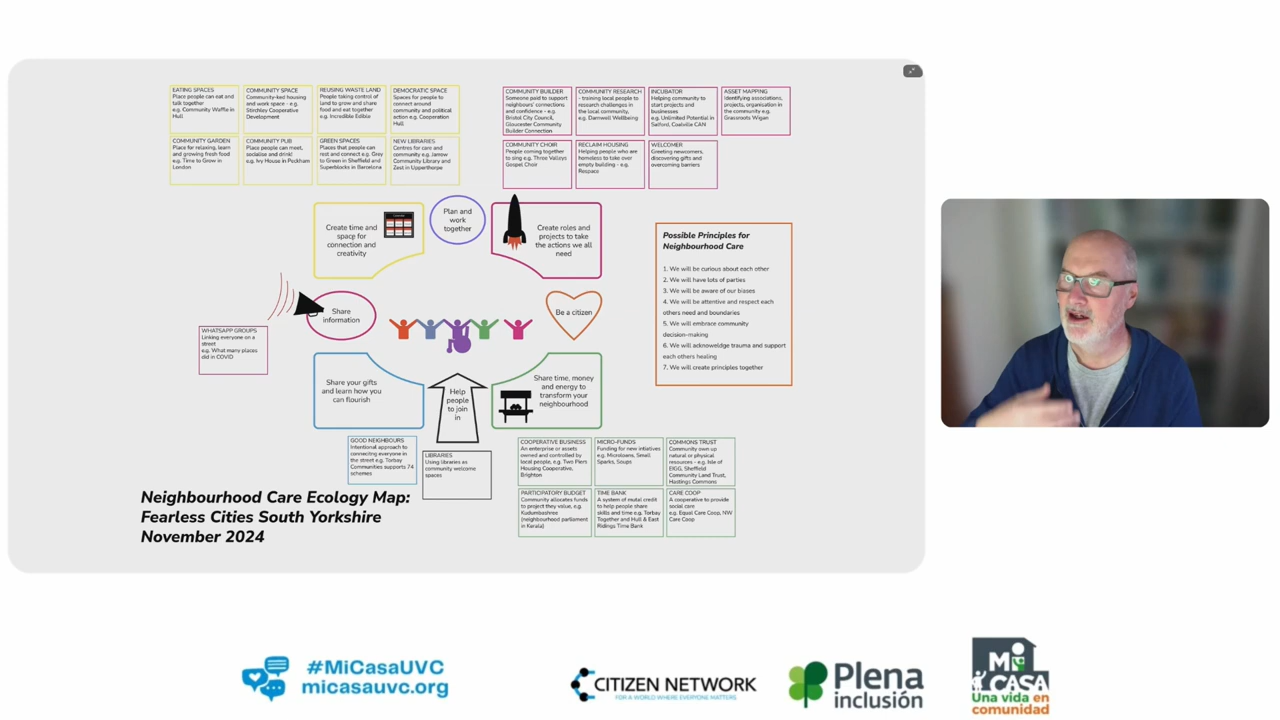 EATING SPACES
Place people can eat and
talk together
e.g. Community Waffle in
Hull
COMMUNITY SPACE
Community-led housing
and work space - e.g.
Stirchley Cooperative
Development
REUSING WASTE LAND
People taking control of
land to grow and share
food and eat together
e.g. Incredible Edible
DEMOCRATIC SPACE
Spaces for people to
connect around
community and political
action e.g. Cooperation
Hull
COMMUNITY GARDEN
Place for relaxing, learn
and growing fresh food
e.g. Time to Grow in
London
COMMUNITY PUB
Place people can meet,
socialise and drink!
e.g. Ivy House in Peckham
GREEN SPACES
Places that people can
rest and connect e.g. Grey
to Green in Sheffield and
Superblocks in Barcelona
NEW LIBRARIES
Centres for care and
community - e.g. Jarrow
Community Library and
Zest in Upperthorpe
COMMUNITY BUILDER
Someone paid to support
neighbours' connections
and confidence - e.g.
Bristol City Council,
Gloucester Community
Builder Connection
COMMUNITY RESEARCH
- training local people to
research challenges in
the local community,
e.g. Darnwell Wellbeing
INCUBATOR
Helping community to
start projects and
businesses
e.g. Unlimited Potential in
Salford, Coalville CAN
ASSET MAPPING
Identifying associations,
projects, organisation in
the community e.g.
Grassroots Wigan
COMMUNITY CHOIR
People coming together
to sing e.g. Three Valleys
Gospel Choir
RECLAIM HOUSING
Helping people who are
homeless to take over
empty building - e.g.
Respace
WELCOMER
Greeting newcomers,
discovering gifts and
overcoming barriers
Create time and
space for
connection and
creativity
Plan and
work
together
Create roles and
projects to take
the actions we all
need
Share
information
Be a citizen
WHATSAPP GROUPS
Linking everyone on a
street
e.g. What many places
did in COVID
Share your gifts
and learn how you
can flourish
Help
people
to join
in
Share time, money
and energy to
transform your
neighbourhood
Possible Principles for
Neighbourhood Care
1. We will be curious about each other
2. We will have lots of parties
3. We will be aware of our biases
4. We will be attentive and respect each
others need and boundaries
5. We will embrace community
decision-making
6. We will acknoweldge trauma and support
each others healing
7. We will create principles together
GOOD NEIGHBOURS
Intentional approach to
connecting everyone in
the street e.g. Torbay
Communities supports 74
schemes
LIBRARIES
Using libraries as
community welcome
spaces
COOPERATIVE BUSINESS
An enterprise or assets
owned and controlled by
local people, e.g. Two Piers
Housing Cooperative,
Brighton
MICRO-FUNDS
Funding for new intiatives
e.g. Microloans, Small
Sparks, Soups
COMMONS TRUST
Community own up
natural or physical
resources - e.g. Isle of
EIGG, Sheffield
Community Land Trust,
Hastings Commons
PARTICIPATORY BUDGET
Community allocates funds
to project they value, e.g.
Kudumbashree
(neighbourhood parliament
in Kerala)
TIME BANK
A system of mutal credit
to help people share
skills and time e.g. Torbay
Together and Hull & East
Ridings Time Bank
CARE COOP
A cooperative to provide
social care
e.g. Equal Care Coop, NW
Care Coop
Neighbourhood Care Ecology Map:
Fearless Cities South Yorkshire
November 2024
#MiCasaUVC
micasauvc.org
CITIZEN NETWORK
FOR A WORLD WHERE EVERYONE MATTERS
Plena
inclusión
Mi
CASA
Una vida en
comunidad